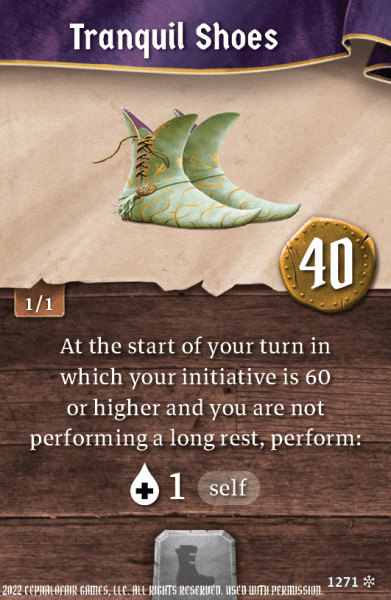 Tranquil Shoes
40
1/1
At the start of your turn in
which your initiative is 60
or higher and you are not
performing a long rest, perform:
1 self
1271
2022 CEPHALOFAIR GAMES, LLC. ALL RIGHTS RESERVED. USED WITH PERMISSION.